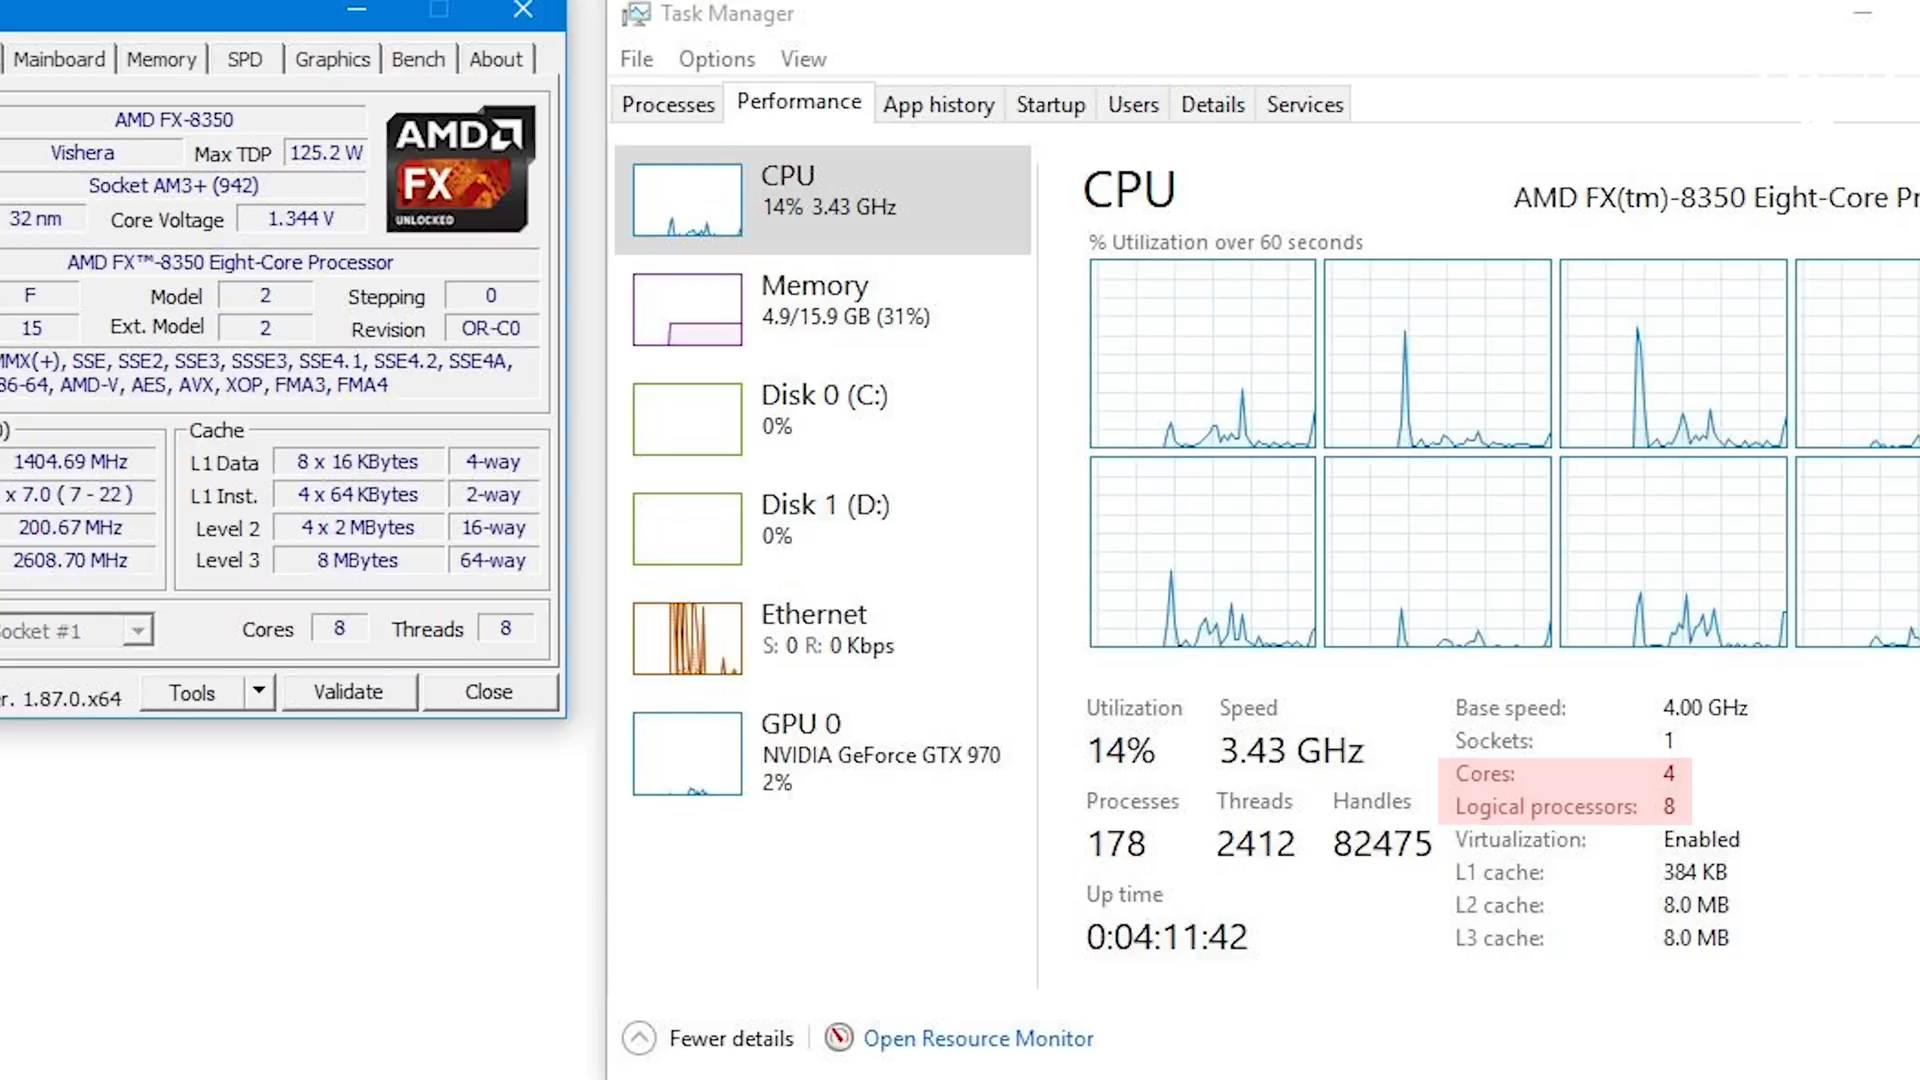 Mainboard Memory SPD Graphics Bench About
AMD FX-8350
Vishera Max TDP 125.2 W
Socket AM3+ (942)
32 nm Core Voltage 1.344 V
AMD
FX
UNLOCKED
AMD FX™-8350 Eight-Core Processor
F Model 2 Stepping 0
15 Ext. Model 2 Revision OR-C0
MMX(+), SSE, SSE2, SSE3, SSSE3, SSE4.1, SSE4.2, SSE4A,
86-64, AMD-V, AES, AVX, XOP, FMA3, FMA4
0)
1404.69 MHz
x 7.0 ( 7 - 22 )
200.67 MHz
2608.70 MHz
Cache
L1 Data 8 x 16 KBytes 4-way
L1 Inst. 4 x 64 KBytes 2-way
Level 2 4 x 2 MBytes 16-way
Level 3 8 MBytes 64-way
ocket #1 Cores 8 Threads 8
er. 1.87.0.x64 Tools Validate Close
Task Manager
File Options View
Processes Performance App history Startup Users Details Services
CPU
14% 3.43 GHz
Memory
4.9/15.9 GB (31%)
Disk 0 (C:)
0%
Disk 1 (D:)
0%
Ethernet
S: 0 R: 0 Kbps
GPU 0
NVIDIA GeForce GTX 970
2%
CPU AMD FX(tm)-8350 Eight-Core Pr
% Utilization over 60 seconds
Utilization Speed
14% 3.43 GHz
Processes Threads Handles
178 2412 82475
Up time
0:04:11:42
Base speed: 4.00 GHz
Sockets: 1
Cores: 4
Logical processors: 8
Virtualization: Enabled
L1 cache: 384 KB
L2 cache: 8.0 MB
L3 cache: 8.0 MB
Fewer details Open Resource Monitor